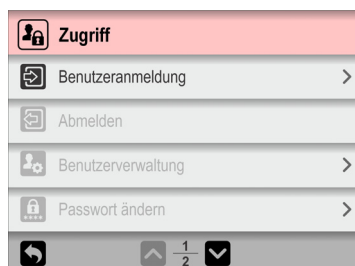 Zugriff
Benutzeranmeldung
Abmelden
Benutzerverwaltung
Passwort ändern
1
2